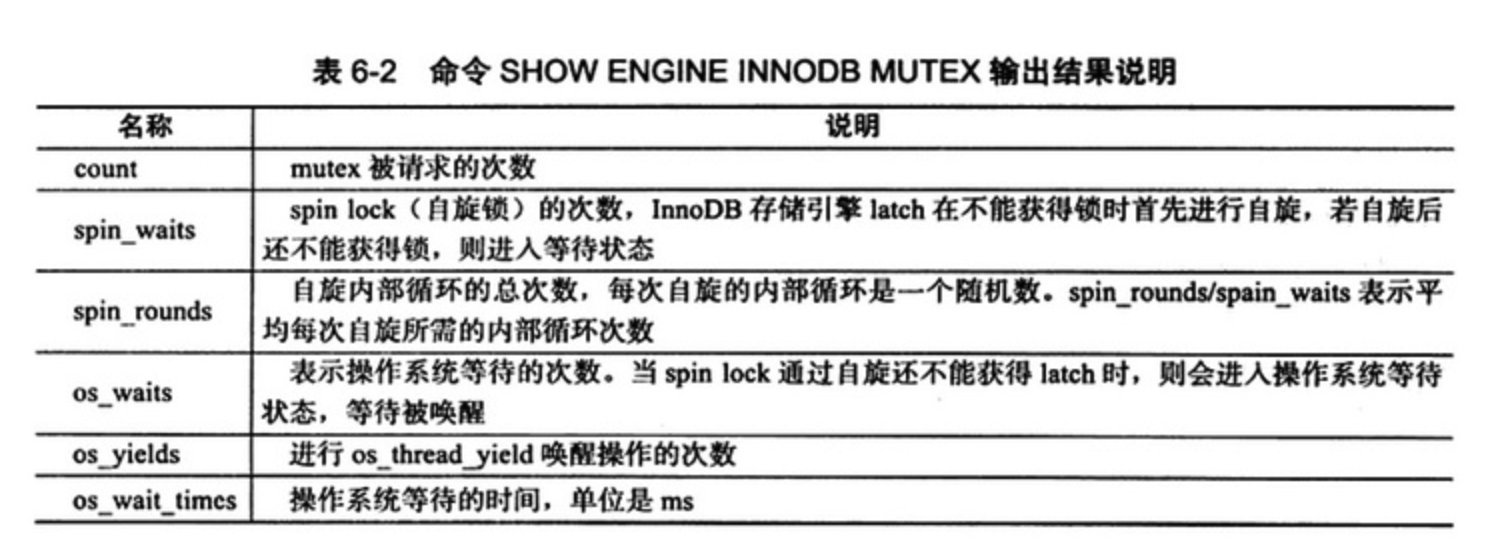 表 6-2 命令 SHOW ENGINE INNODB MUTEX 输出结果说明
名称 说明
count mutex 被请求的次数
spin_waits spin lock（自旋锁）的次数，InnoDB 存储引擎 latch 在不能获得锁时首先进行自旋，若自旋后
还不能获得锁，则进入等待状态
spin_rounds 自旋内部循环的总次数，每次自旋的内部循环是一个随机数。spin_rounds/spain_waits 表示平
均每次自旋所需的内部循环次数
os_waits 表示操作系统等待的次数。当 spin lock 通过自旋还不能获得 latch 时，则会进入操作系统等待
状态，等待被唤醒
os_yields 进行 os_thread_yield 唤醒操作的次数
os_wait_times 操作系统等待的时间，单位是 ms